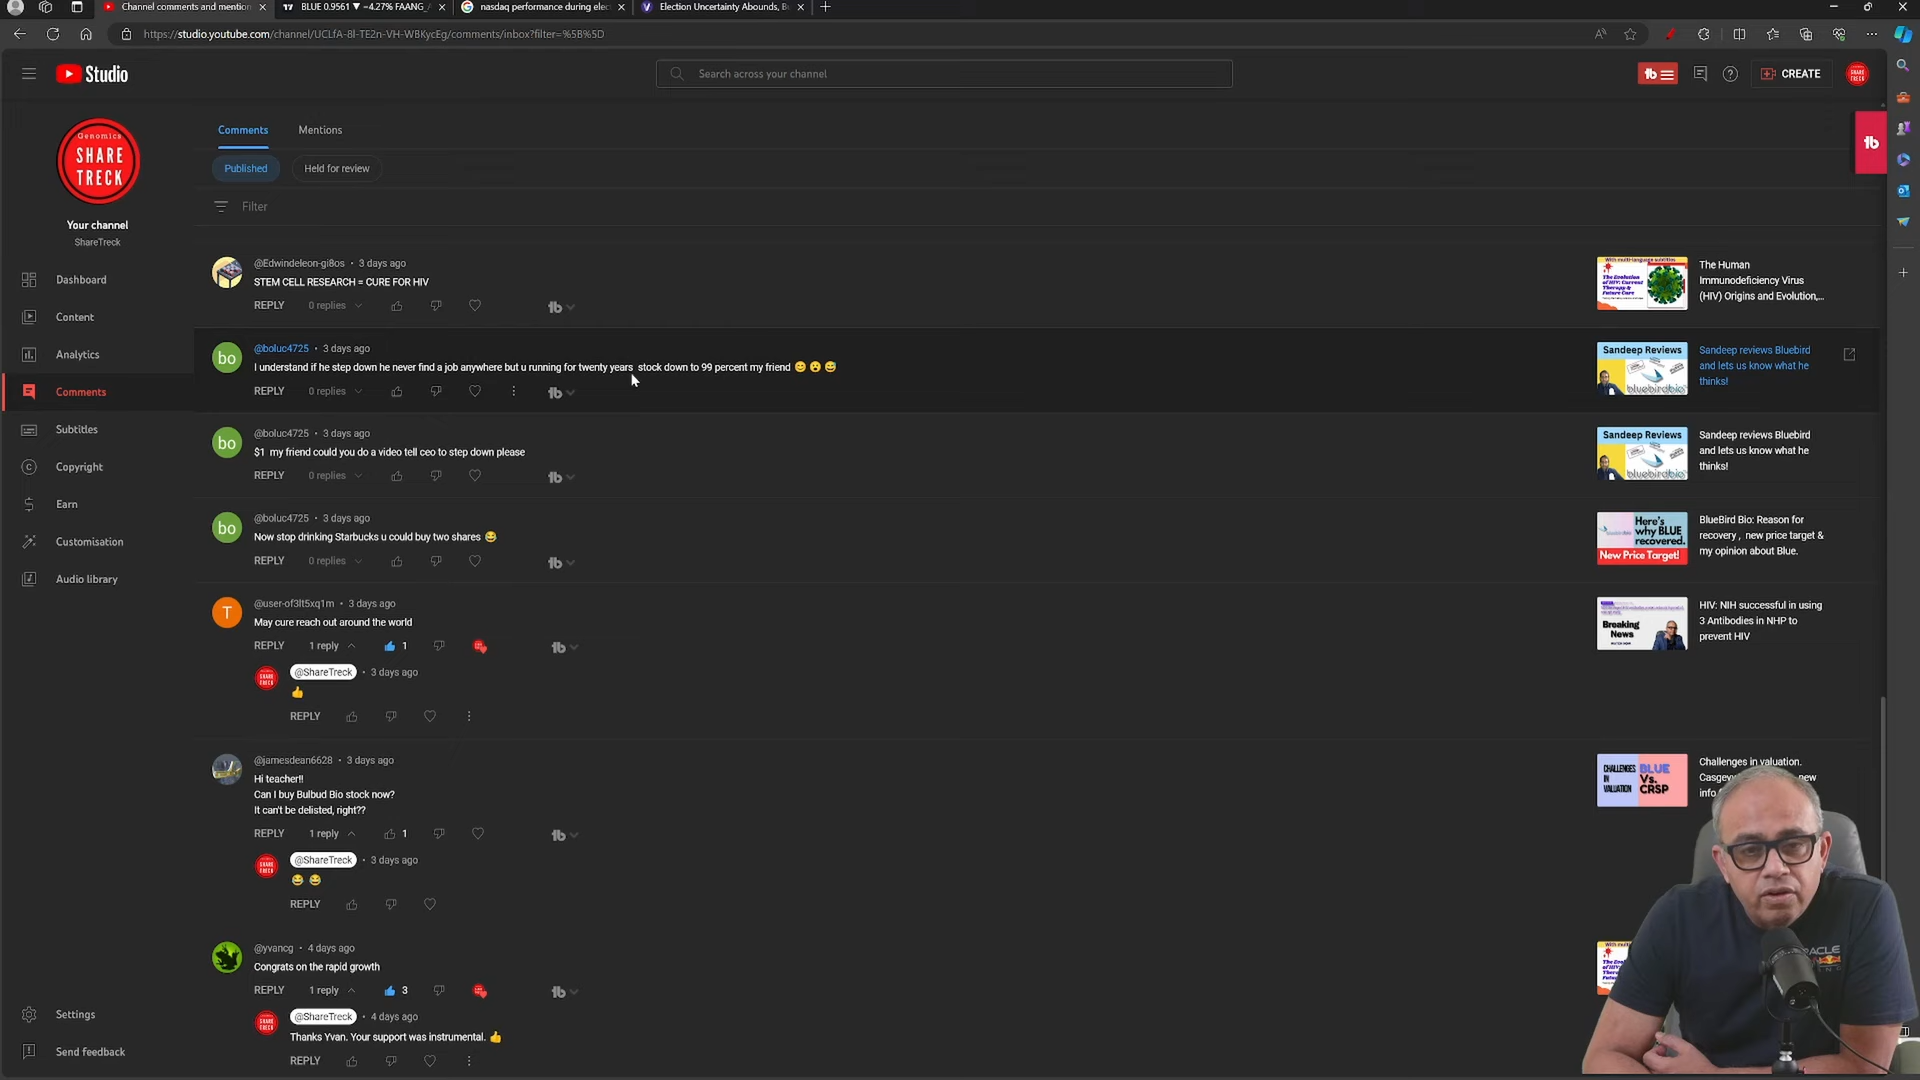 Channel comments and mention
BLUE 0.9561 ▼ −4.27% FAANG_
nasdaq performance during elec
Election Uncertainty Abounds, B
https://studio.youtube.com/channel/UCLfA-8l-TE2n-VH-WBKycEg/comments/inbox?filter=%5B%5D
Studio
Search across your channel
CREATE
Genomics
SHARE
TRECK
Your channel
ShareTreck
Dashboard
Content
Analytics
Comments
Subtitles
Copyright
Earn
Customisation
Audio library
Settings
Send feedback
Comments
Mentions
Published
Held for review
Filter
@Edwindeleon-gi8os • 3 days ago
STEM CELL RESEARCH = CURE FOR HIV
REPLY 0 replies
The Human
Immunodeficiency Virus
(HIV) Origins and Evolution,...
bo
@boluc4725 • 3 days ago
I understand if he step down he never find a job anywhere but u running for twenty years stock down to 99 percent my friend 😊 😮 😅
REPLY 0 replies
Sandeep Reviews
bluebirdbio
Sandeep reviews Bluebird
and lets us know what he
thinks!
bo
@boluc4725 • 3 days ago
$1 my friend could you do a video tell ceo to step down please
REPLY 0 replies
Sandeep Reviews
bluebirdbio
Sandeep reviews Bluebird
and lets us know what he
thinks!
bo
@boluc4725 • 3 days ago
Now stop drinking Starbucks u could buy two shares 😂
REPLY 0 replies
Here's
why BLUE
recovered.
New Price Target!
BlueBird Bio: Reason for
recovery , new price target &
my opinion about Blue.
T
@user-of3lt5xq1m • 3 days ago
May cure reach out around the world
REPLY 1 reply 1
Breaking
News
HIV: NIH successful in using
3 Antibodies in NHP to
prevent HIV
@ShareTreck • 3 days ago
👍
REPLY
@jamesdean6628 • 3 days ago
Hi teacher!!
Can I buy Bulbud Bio stock now?
It can't be delisted, right??
REPLY 1 reply 1
CHALLENGES
IN
VALUATION
BLUE
Vs.
CRSP
Challenges in valuation.
@ShareTreck • 3 days ago
😂 😂
REPLY
@yvancg • 4 days ago
Congrats on the rapid growth
REPLY 1 reply 3
@ShareTreck • 4 days ago
Thanks Yvan. Your support was instrumental. 👍
REPLY